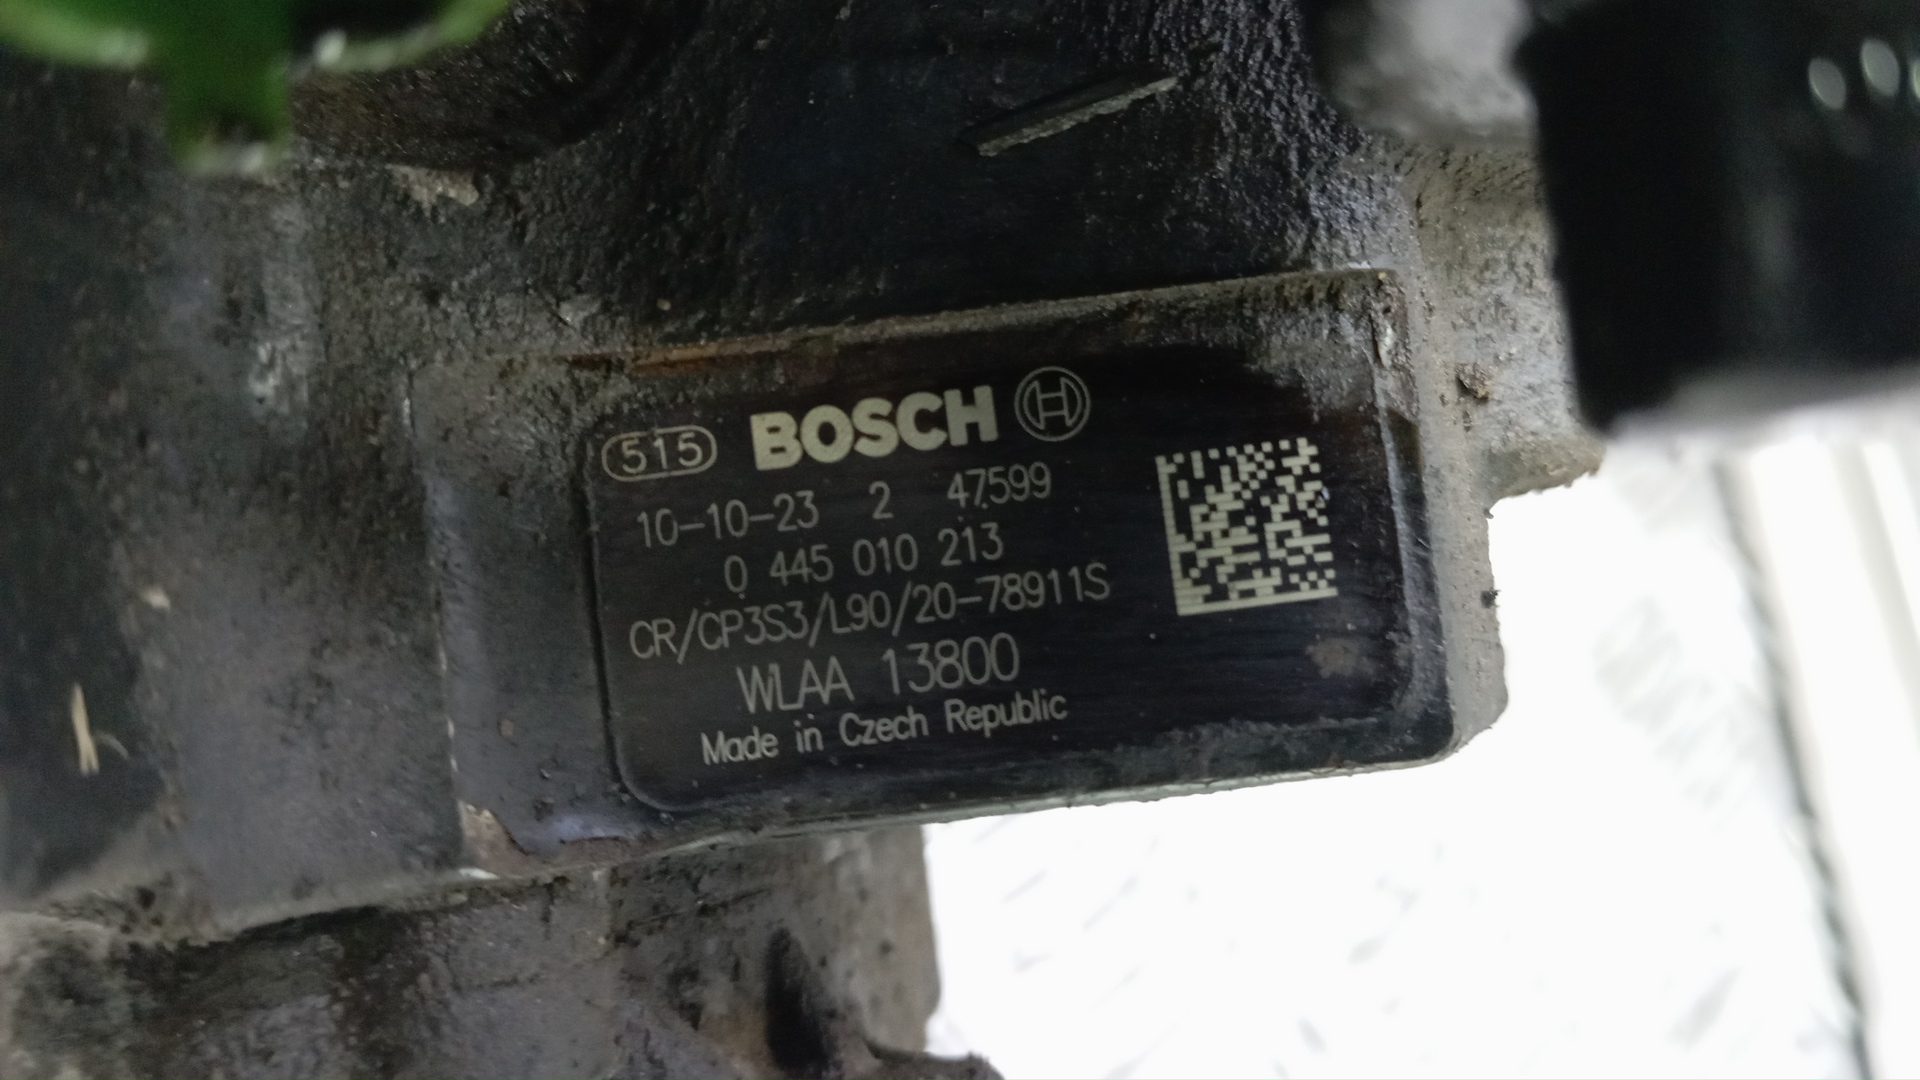 515 BOSCH
10-10-23 2 47599
0 445 010 213
CR/CP3S3/L90/20-78911S
WLAA 13800
Made in Czech Republic